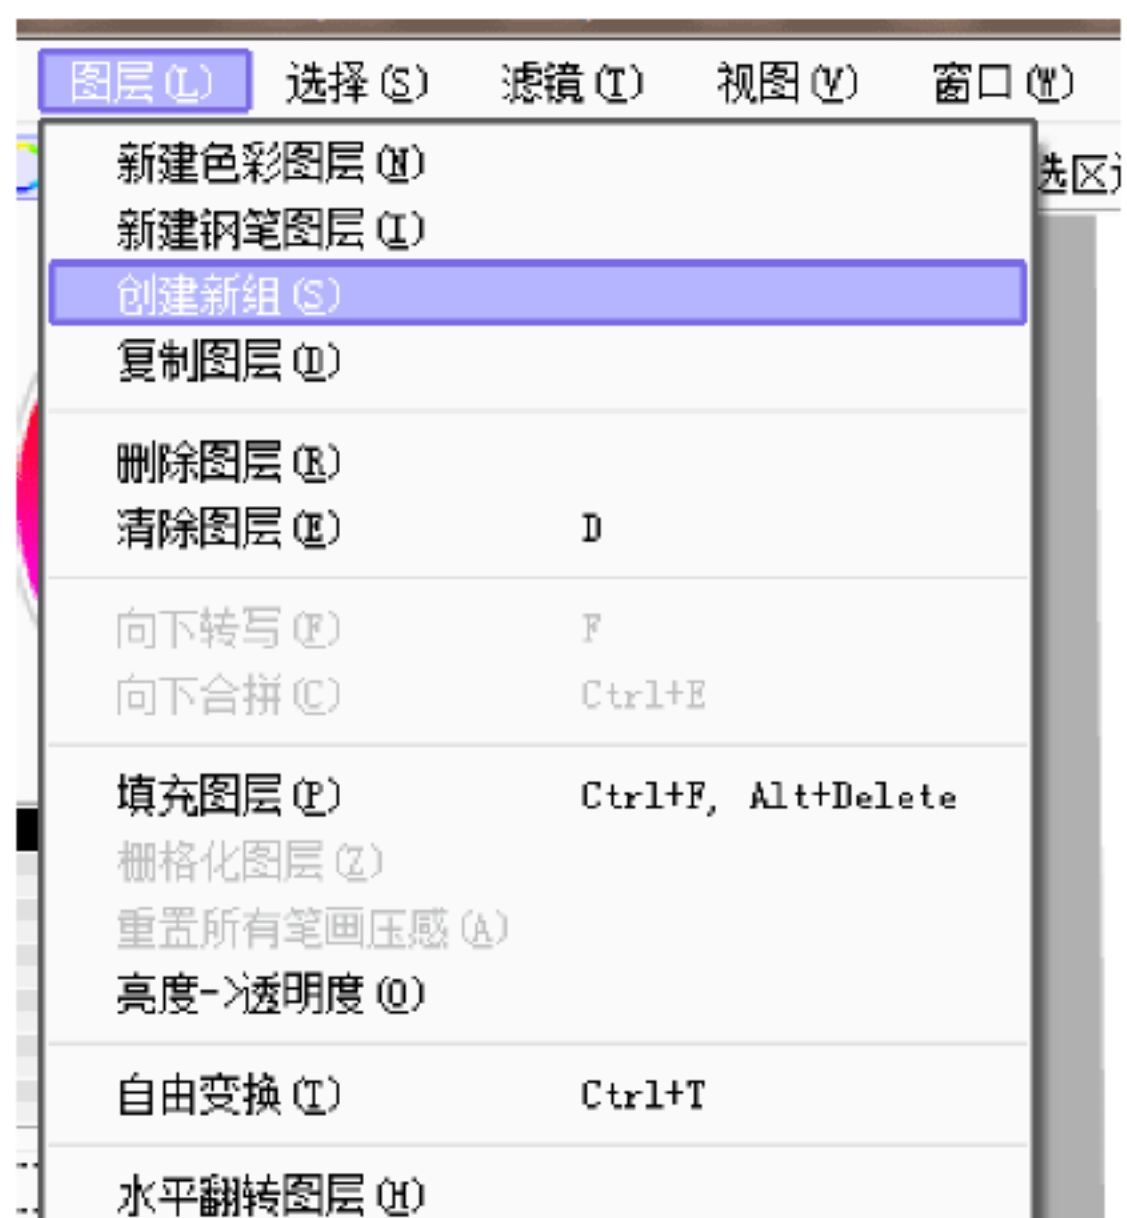 图层(L) 选择(S) 滤镜(T) 视图(V) 窗口(W)
选区
新建色彩图层(N)
新建钢笔图层(I)
创建新组(S)
复制图层(D)
删除图层(R)
清除图层(E) D
向下转写(F) F
向下合拼(C) Ctrl+E
填充图层(P) Ctrl+F, Alt+Delete
栅格化图层(Z)
重置所有笔画压感(A)
亮度->透明度(O)
自由变换(T) Ctrl+T
水平翻转图层(H)